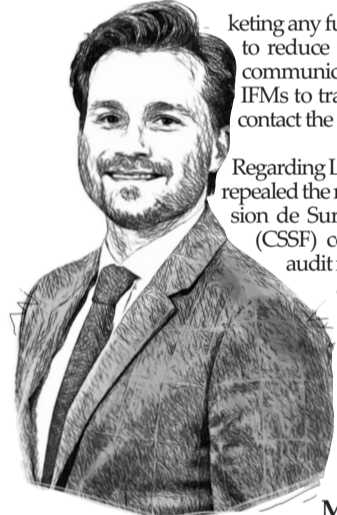 keting any fu
to reduce
communic
IFMs to tra
contact the
Regarding L
repealed the
sion de Sur
(CSSF) c
audit
M